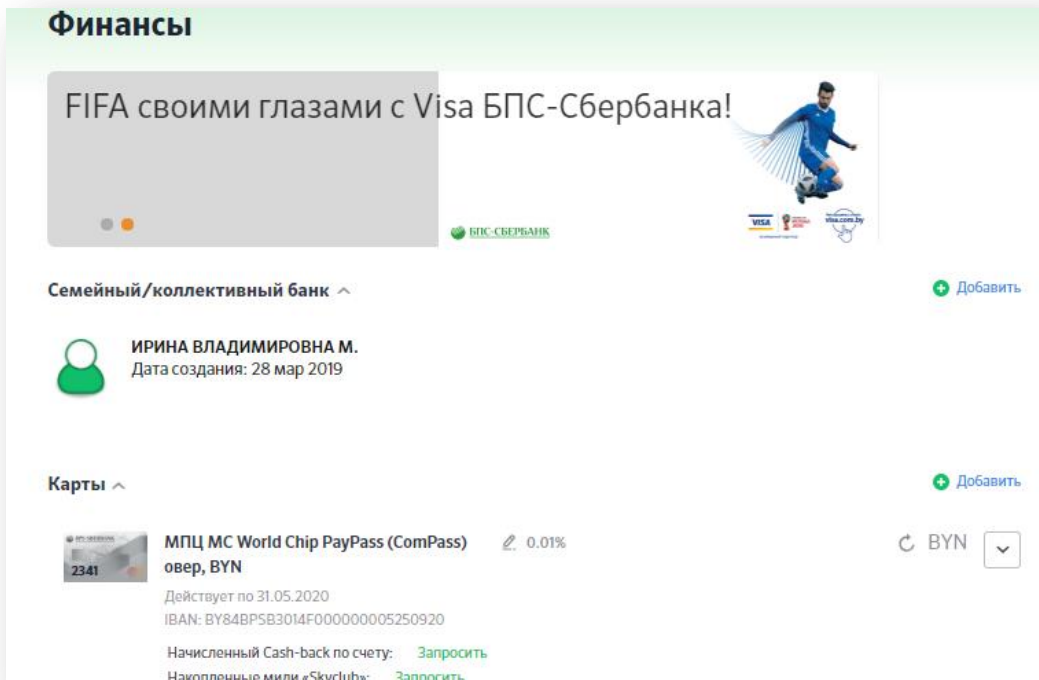 Финансы
FIFA своими глазами с Visa БПС-Сбербанка!
БПС-СБЕРБАНК
VISA
visa.com.by
Семейный/коллективный банк
Добавить
ИРИНА ВЛАДИМИРОВНА М.
Дата создания: 28 мар 2019
Карты
Добавить
2341
МПЦ MC World Chip PayPass (ComPass)
овер, BYN
0.01%
BYN
Действует по 31.05.2020
IBAN: BY84BPSB3014F000000005250920
Начисленный Cash-back по счету: Запросить
Накопленные мили «Skyclub»: Запросить